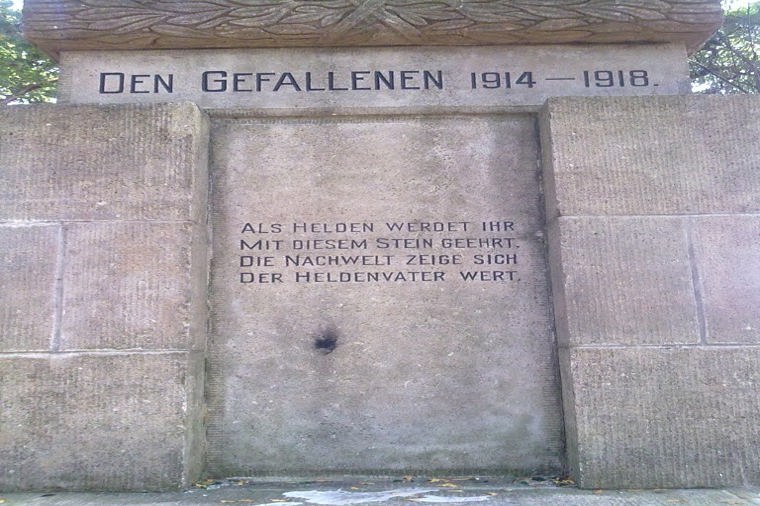 DEN GEFALLENEN 1914 — 1918.
ALS HELDEN WERDET IHR
MIT DIESEM STEIN GEEHRT.
DIE NACHWELT ZEIGE SICH
DER HELDENVATER WERT.